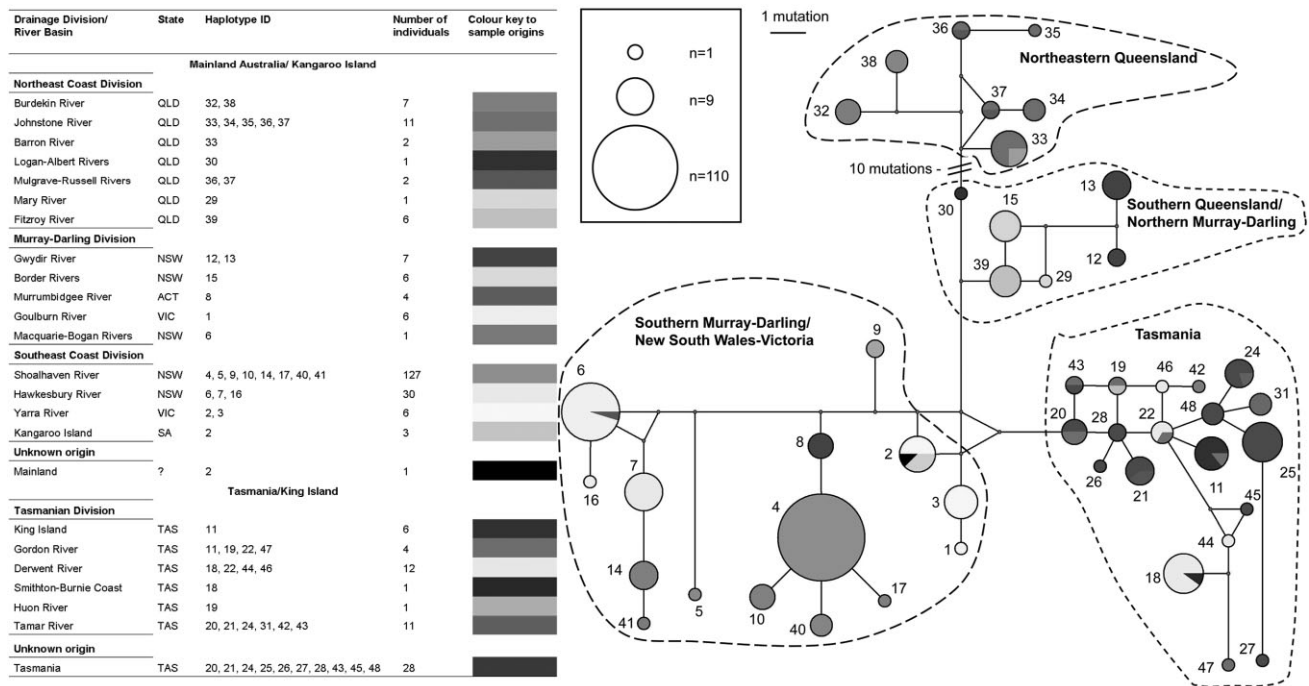 Drainage Division/ River Basin State Haplotype ID Number of individuals Colour key to sample origins
Mainland Australia/ Kangaroo Island
Northeast Coast Division
Burdekin River QLD 32, 38 7
Johnstone River QLD 33, 34, 35, 36, 37 11
Barron River QLD 33 2
Logan-Albert Rivers QLD 30 1
Mulgrave-Russell Rivers QLD 36, 37 2
Mary River QLD 29 1
Fitzroy River QLD 39 6
Murray-Darling Division
Gwydir River NSW 12, 13 7
Border Rivers NSW 15 6
Murrumbidgee River ACT 8 4
Goulburn River VIC 1 6
Macquarie-Bogan Rivers NSW 6 1
Southeast Coast Division
Shoalhaven River NSW 4, 5, 9, 10, 14, 17, 40, 41 127
Hawkesbury River NSW 6, 7, 16 30
Yarra River VIC 2, 3 6
Kangaroo Island SA 2 3
Unknown origin
Mainland ? 2 1
Tasmania/King Island
Tasmanian Division
King Island TAS 11 6
Gordon River TAS 11, 19, 22, 47 4
Derwent River TAS 18, 22, 44, 46 12
Smithton-Burnie Coast TAS 18 1
Huon River TAS 19 1
Tamar River TAS 20, 21, 24, 31, 42, 43 11
Unknown origin
Tasmania TAS 20, 21, 24, 25, 26, 27, 28, 43, 45, 48 28
n=1
n=9
n=110
1 mutation
36
35
Northeastern Queensland
38
32
37
34
33
10 mutations
30
15
13
Southern Queensland/
Northern Murray-Darling
39
29
12
Southern Murray-Darling/
New South Wales-Victoria
9
6
8
2
16
7
4
3
1
14
5
10
17
41
40
Tasmania
43
19
46
42
24
20
28
22
48
31
26
21
11
25
45
44
18
47
27